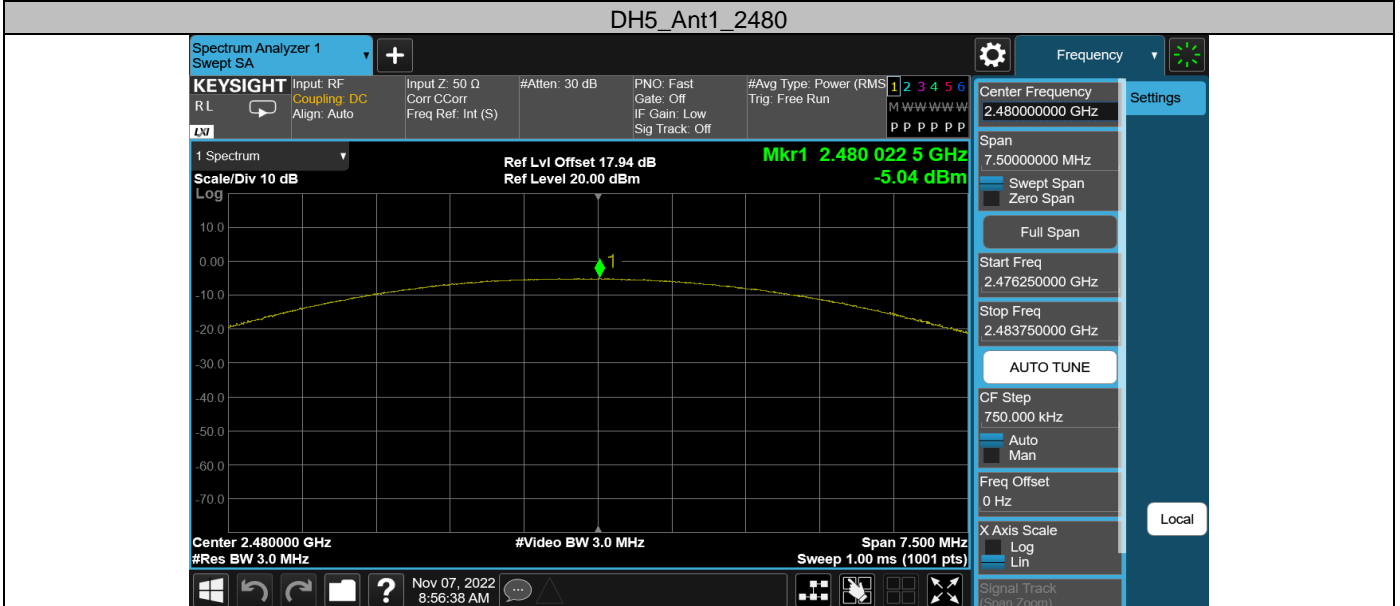 DH5_Ant1_2480
Spectrum Analyzer 1
Swept SA
Frequency
KEYSIGHT
RL
LXI
Input: RF
Coupling: DC
Align: Auto
Input Z: 50 Ω
Corr CCorr
Freq Ref: Int (S)
#Atten: 30 dB
PNO: Fast
Gate: Off
IF Gain: Low
Sig Track: Off
#Avg Type: Power (RMS
Trig: Free Run
1 2 3 4 5 6
M W W W W W
P P P P P P
1 Spectrum
Scale/Div 10 dB
Ref Lvl Offset 17.94 dB
Ref Level 20.00 dBm
Mkr1 2.480 022 5 GHz
-5.04 dBm
Log
10.0
0.00
-10.0
-20.0
-30.0
-40.0
-50.0
-60.0
-70.0
1
Center 2.480000 GHz
#Res BW 3.0 MHz
#Video BW 3.0 MHz
Span 7.500 MHz
Sweep 1.00 ms (1001 pts)
Center Frequency
2.480000000 GHz
Span
7.50000000 MHz
Swept Span
Zero Span
Full Span
Start Freq
2.476250000 GHz
Stop Freq
2.483750000 GHz
AUTO TUNE
CF Step
750.000 kHz
Auto
Man
Freq Offset
0 Hz
X Axis Scale
Log
Lin
Signal Track
(Span Zoom)
Settings
Local
?
Nov 07, 2022
8:56:38 AM